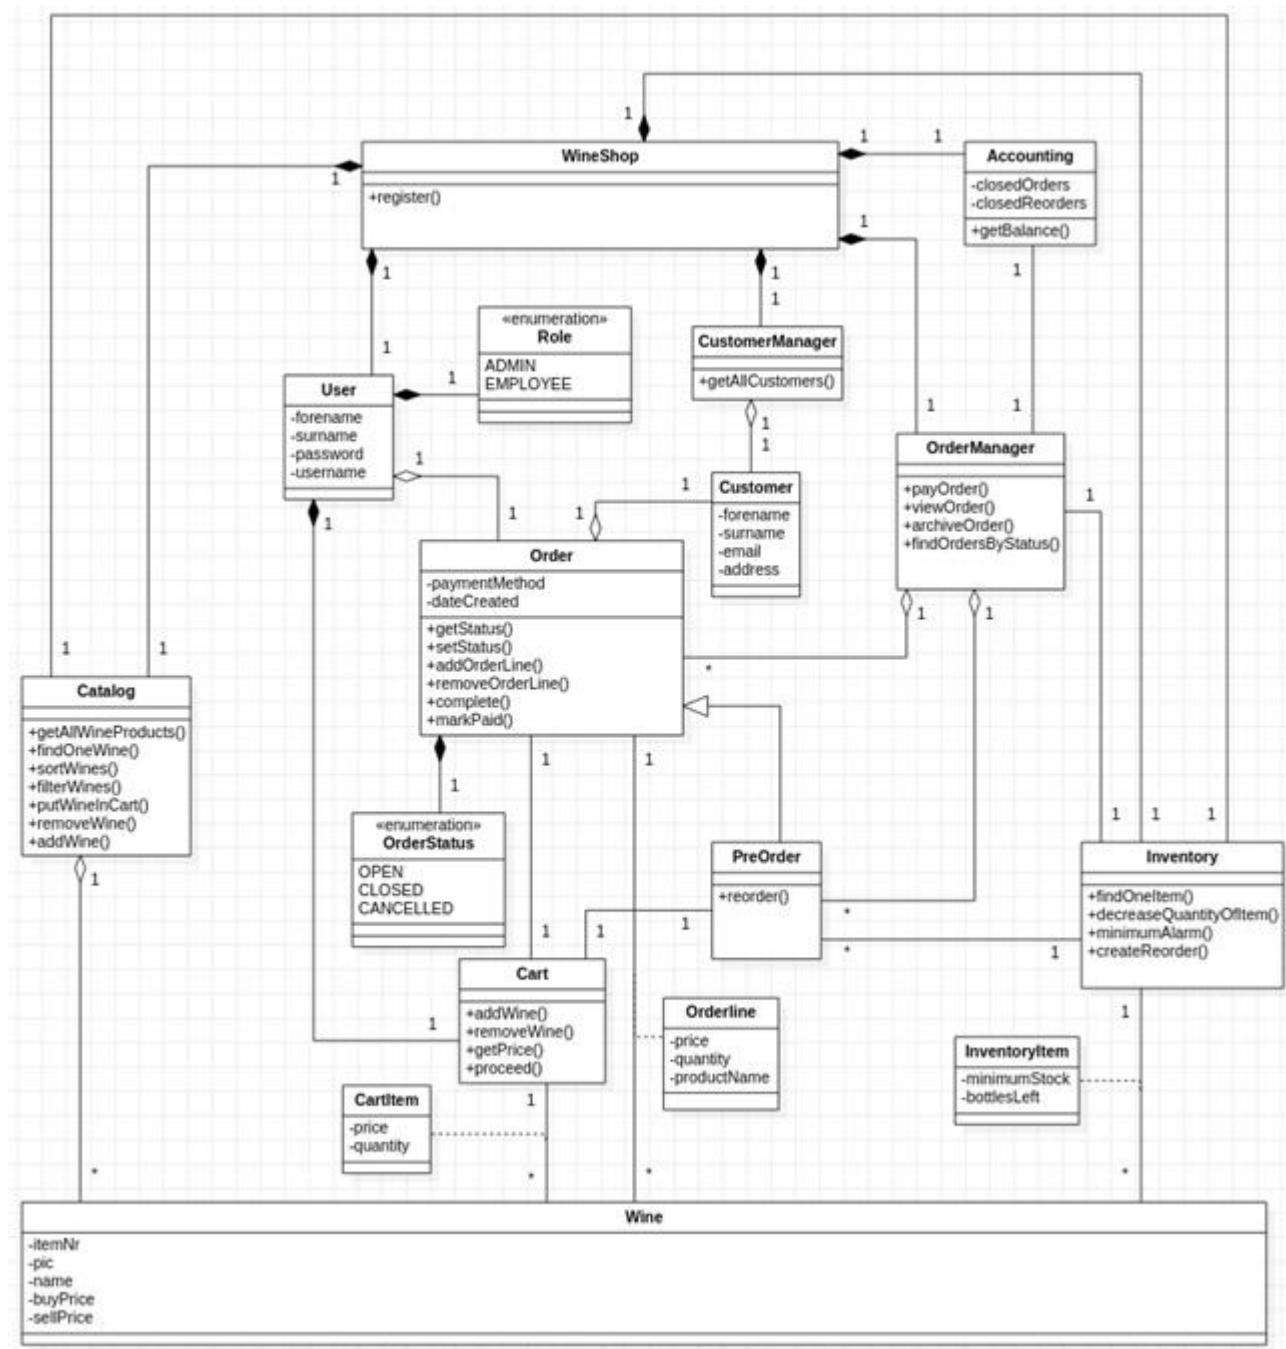 1
WineShop
+register()
1
1
1
Accounting
-closedOrders
-closedReorders
+getBalance()
1
1
1
1
1
1
1
1
«enumeration»
Role
ADMIN
EMPLOYEE
1
User
-forename
-surname
-password
-username
1
1
1
CustomerManager
+getAllCustomers()
1
1
1
1
OrderManager
+payOrder()
+viewOrder()
+archiveOrder()
+findOrdersByStatus()
1
Customer
-forename
-surname
-email
-address
1
1
Order
-paymentMethod
-dateCreated
+getStatus()
+setStatus()
+addOrderLine()
+removeOrderLine()
+complete()
+markPaid()
1
1
*
1
1
Catalog
+getAllWineProducts()
+findOneWine()
+sortWines()
+filterWines()
+putWineInCart()
+removeWine()
+addWine()
1
1
1
1
«enumeration»
OrderStatus
OPEN
CLOSED
CANCELLED
PreOrder
+reorder()
1
1
1
Inventory
+findOneItem()
+decreaseQuantityOfItem()
+minimumAlarm()
+createReorder()
1
1
1
*
*
1
Cart
+addWine()
+removeWine()
+getPrice()
+proceed()
1
Orderline
-price
-quantity
-productName
1
InventoryItem
-minimumStock
-bottlesLeft
CartItem
-price
-quantity
1
*
*
*
*
Wine
-itemNr
-pic
-name
-buyPrice
-sellPrice